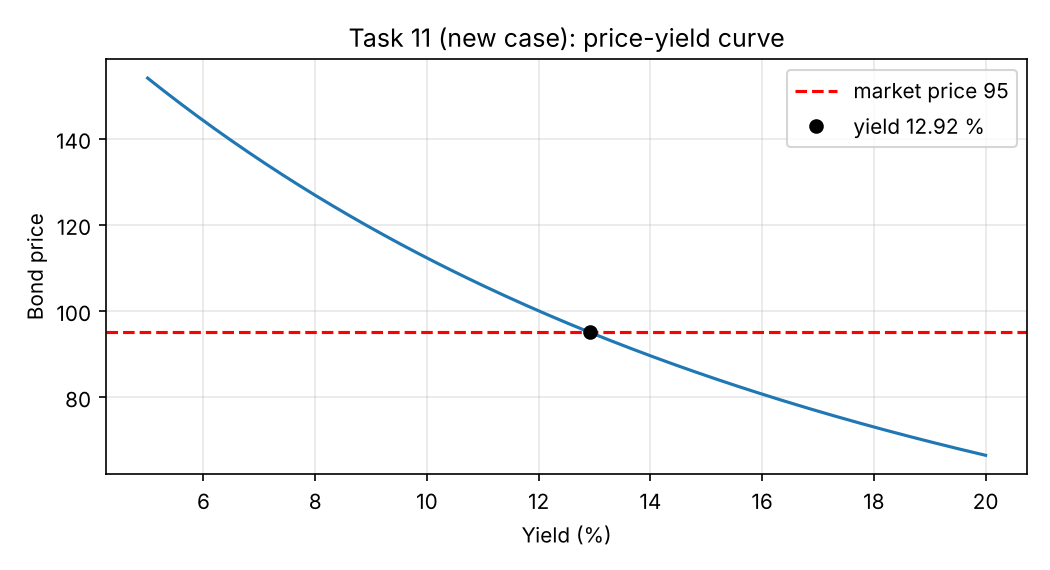 Task 11 (new case): price-yield curve
market price 95
yield 12.92 %
Bond price
140
120
100
80
6 8 10 12 14 16 18 20
Yield (%)